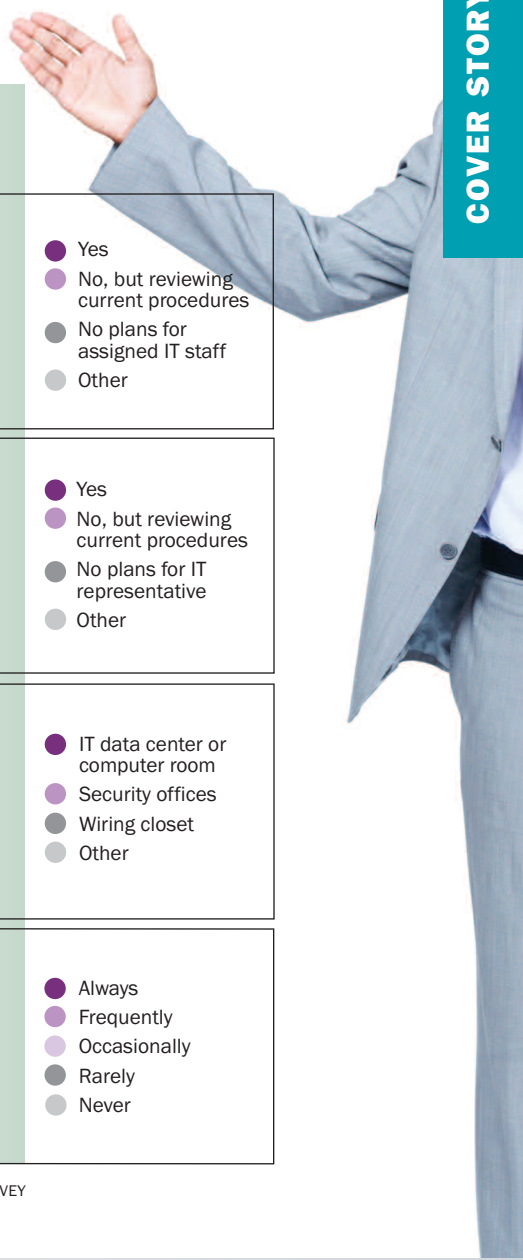 COVER STORY
Yes
No, but reviewing
current procedures
No plans for
assigned IT staff
Other
Yes
No, but reviewing
current procedures
No plans for IT
representative
Other
IT data center or
computer room
Security offices
Wiring closet
Other
Always
Frequently
Occasionally
Rarely
Never
VEY